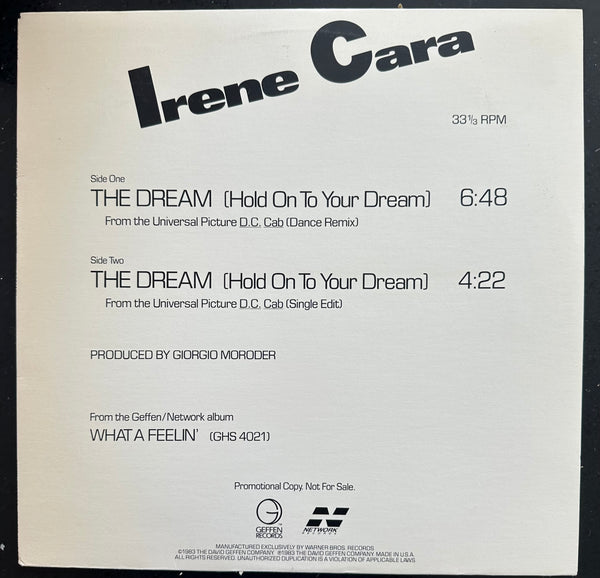 Irene Cara
33 1/3 RPM
Side One
THE DREAM (Hold On To Your Dream) 6:48
From the Universal Picture D.C. Cab (Dance Remix)
Side Two
THE DREAM (Hold On To Your Dream) 4:22
From the Universal Picture D.C. Cab (Single Edit)
PRODUCED BY GIORGIO MORODER
From the Geffen/Network album
WHAT A FEELIN' (GHS 4021)
Promotional Copy. Not For Sale.
GEFFEN
RECORDS
NETWORK
RECORDS
MANUFACTURED EXCLUSIVELY BY WARNER BROS. RECORDS
©1983 THE DAVID GEFFEN COMPANY ℗1983 THE DAVID GEFFEN COMPANY MADE IN U.S.A.
ALL RIGHTS RESERVED. UNAUTHORIZED DUPLICATION IS A VIOLATION OF APPLICABLE LAWS.